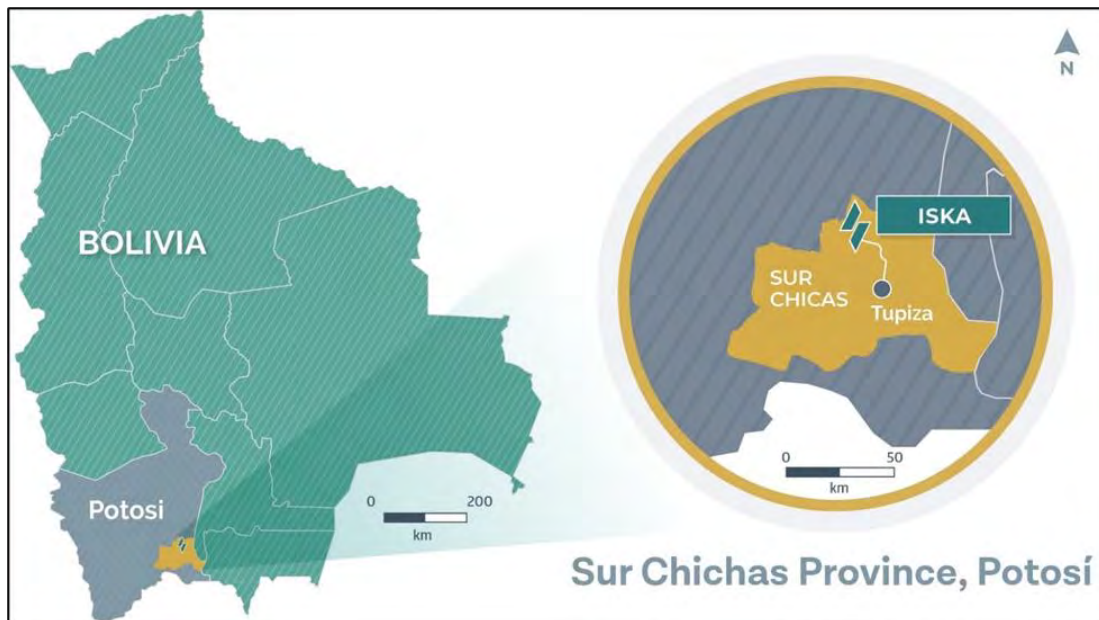 BOLIVIA
Potosi
0 200
km
N
ISKA
SUR
CHICAS
Tupiza
0 50
km
Sur Chichas Province, Potosí